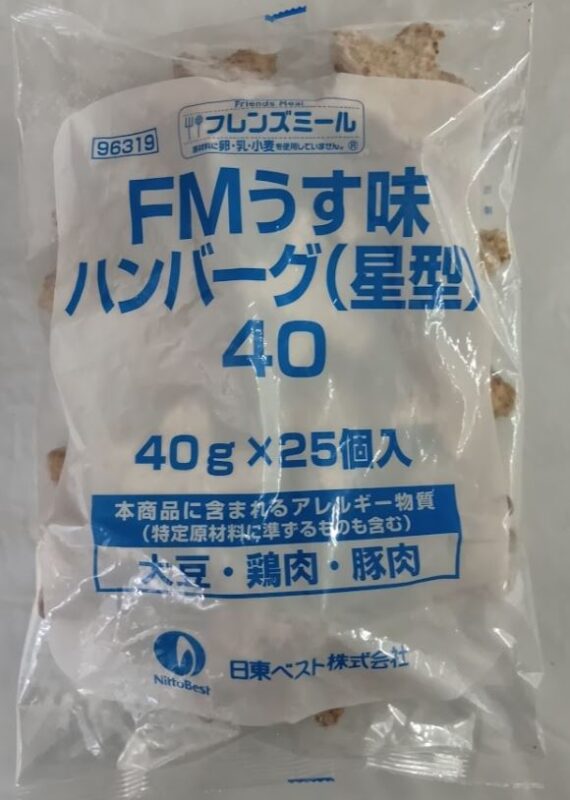 Friends Meal
フレンズミール
96319
原材料に卵・乳・小麦を使用していません。®
FMうす味
ハンバーグ(星型)
40
40g×25個入
本商品に含まれるアレルギー物質
(特定原材料に準ずるものも含む)
大豆・鶏肉・豚肉
NittoBest
日東ベスト株式会社